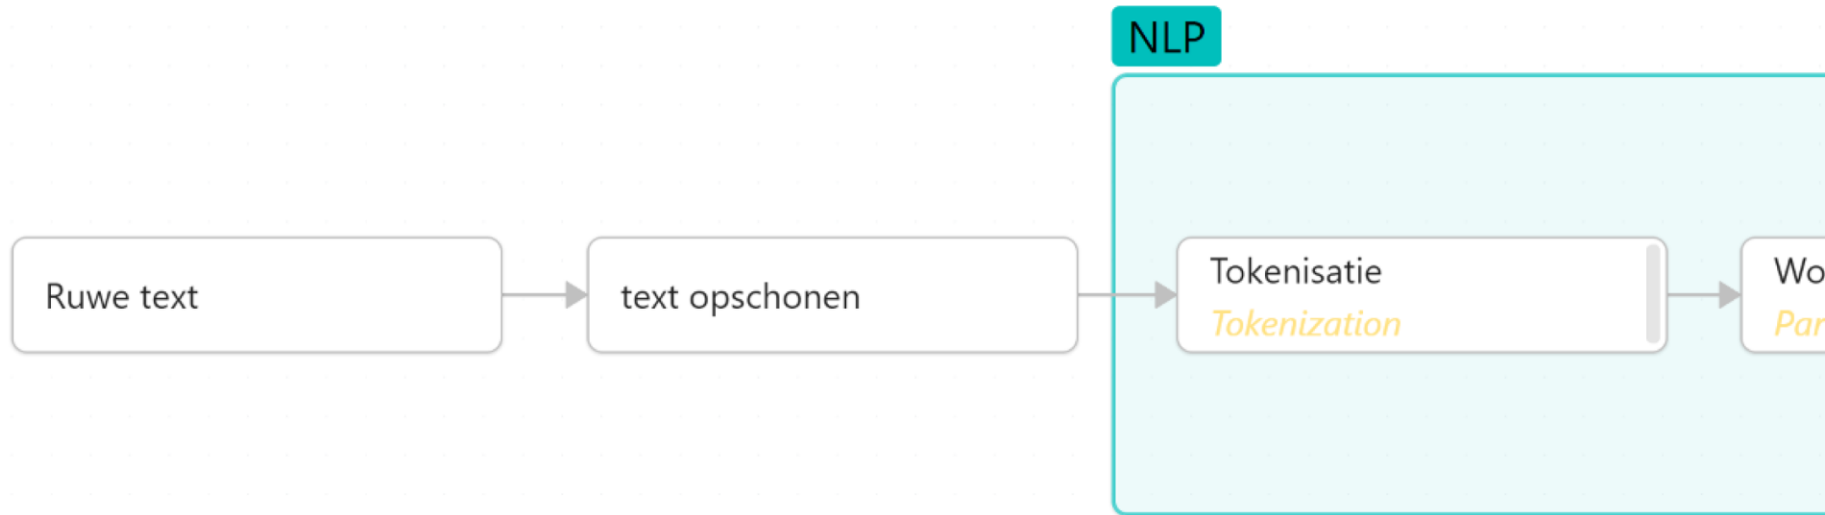 NLP
Ruwe text
text opschonen
Tokenisatie
Tokenization